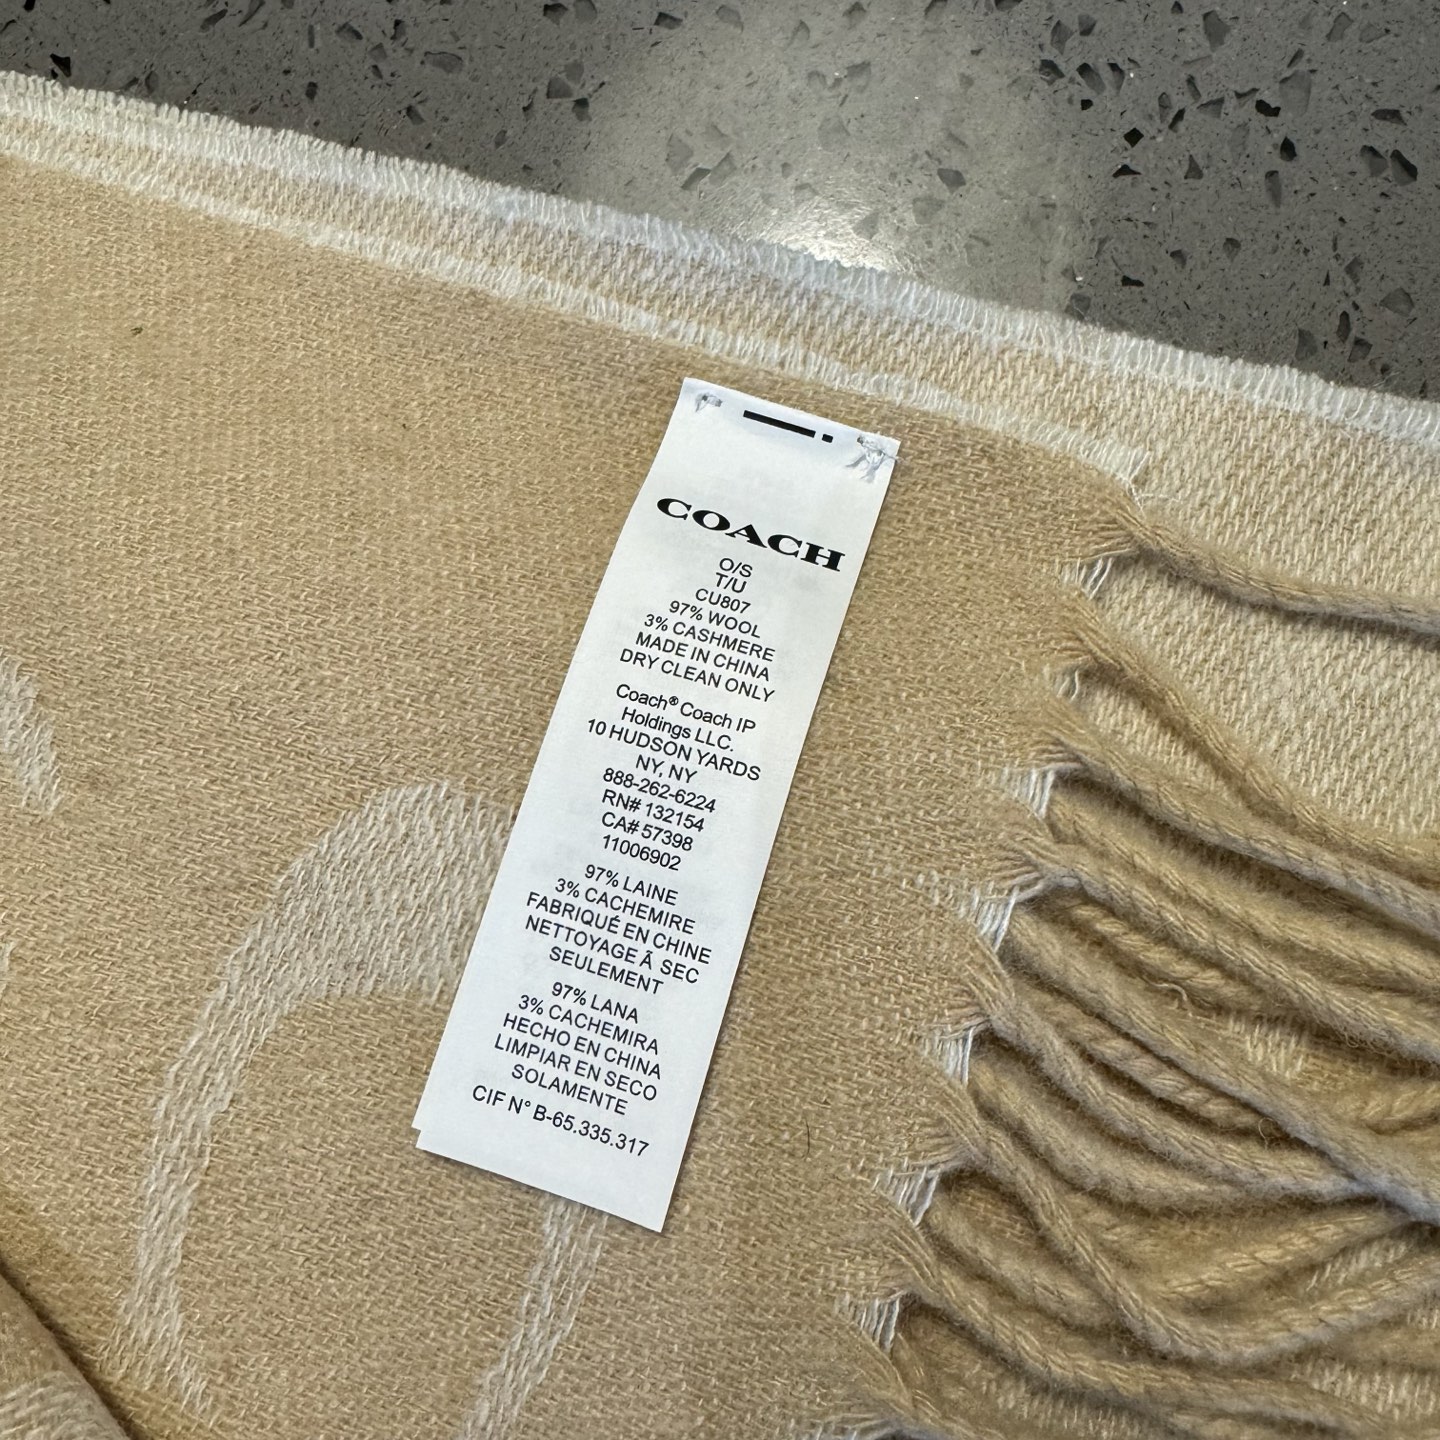 COACH
O/S
T/U
CU807
97% WOOL
3% CASHMERE
MADE IN CHINA
DRY CLEAN ONLY
Coach® Coach IP
Holdings LLC.
10 HUDSON YARDS
NY, NY
888-262-6224
RN# 132154
CA# 57398
11006902
97% LAINE
3% CACHEMIRE
FABRIQUÉ EN CHINE
NETTOYAGE Ã SEC
SEULEMENT
97% LANA
3% CACHEMIRA
HECHO EN CHINA
LIMPIAR EN SECO
SOLAMENTE
CIF N° B-65.335.317